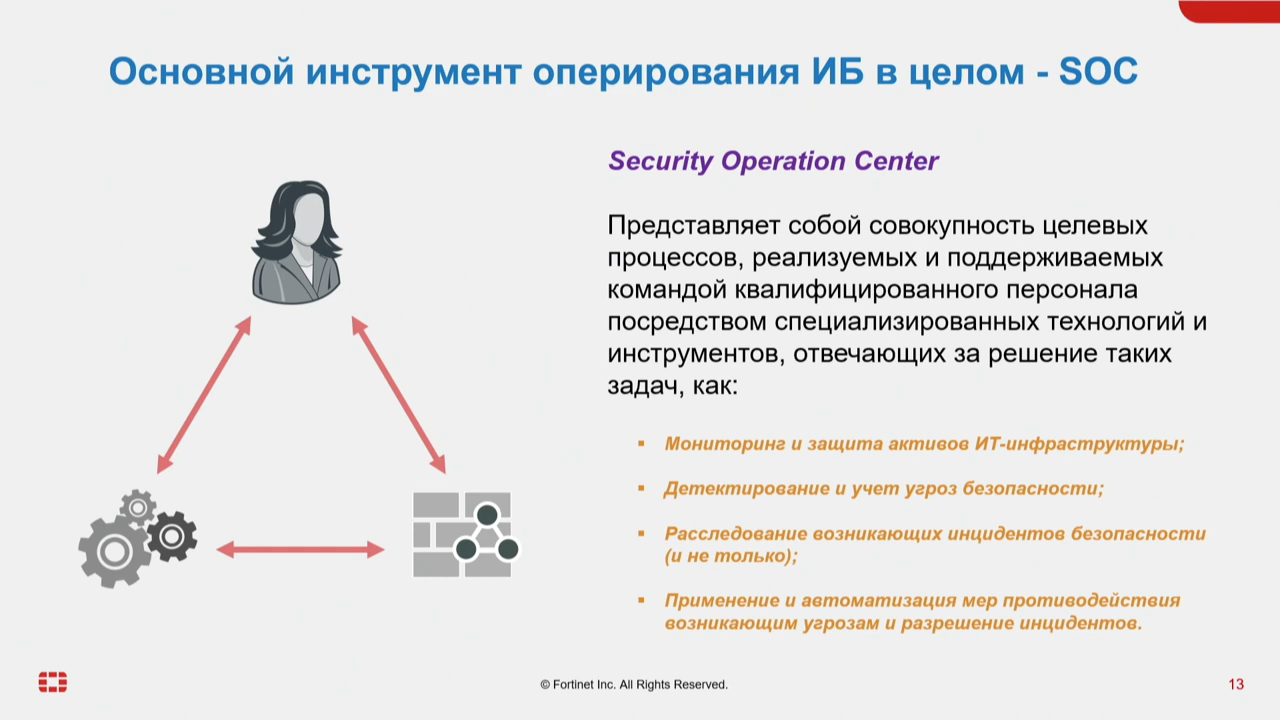 Основной инструмент оперирования ИБ в целом - SOC
Security Operation Center
Представляет собой совокупность целевых
процессов, реализуемых и поддерживаемых
командой квалифицированного персонала
посредством специализированных технологий и
инструментов, отвечающих за решение таких
задач, как:
▪ Мониторинг и защита активов ИТ-инфраструктуры;
▪ Детектирование и учет угроз безопасности;
▪ Расследование возникающих инцидентов безопасности
(и не только);
▪ Применение и автоматизация мер противодействия
возникающим угрозам и разрешение инцидентов.
© Fortinet Inc. All Rights Reserved.
13